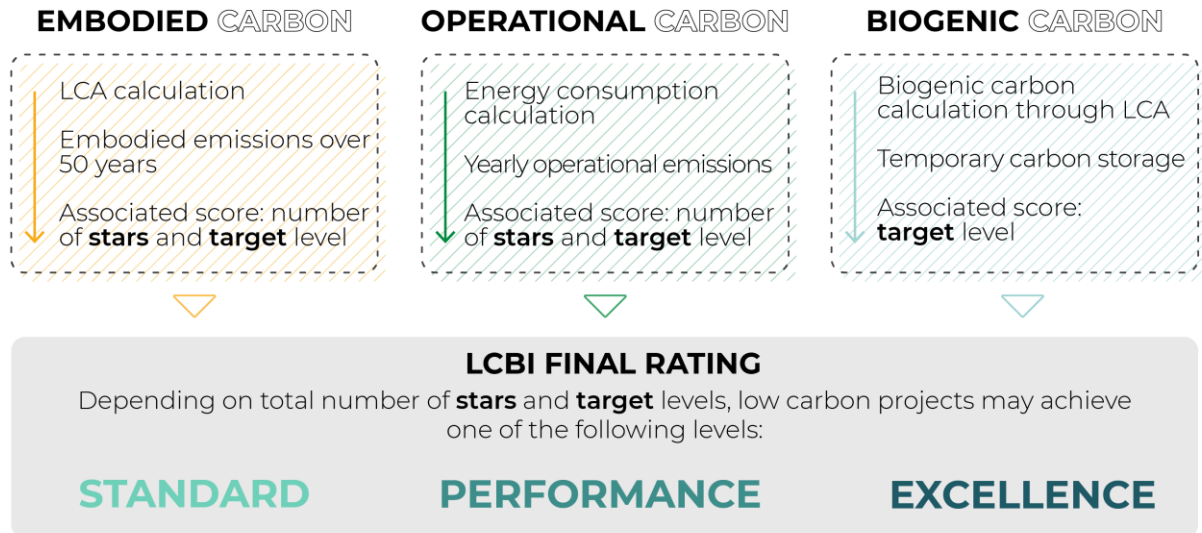 EMBODIED CARBON
LCA calculation
Embodied emissions over
50 years
Associated score: number
of stars and target level
OPERATIONAL CARBON
Energy consumption
calculation
Yearly operational emissions
Associated score: number
of stars and target level
BIOGENIC CARBON
Biogenic carbon
calculation through LCA
Temporary carbon storage
Associated score:
target level
LCBI FINAL RATING
Depending on total number of stars and target levels, low carbon projects may achieve
one of the following levels:
STANDARD
PERFORMANCE
EXCELLENCE